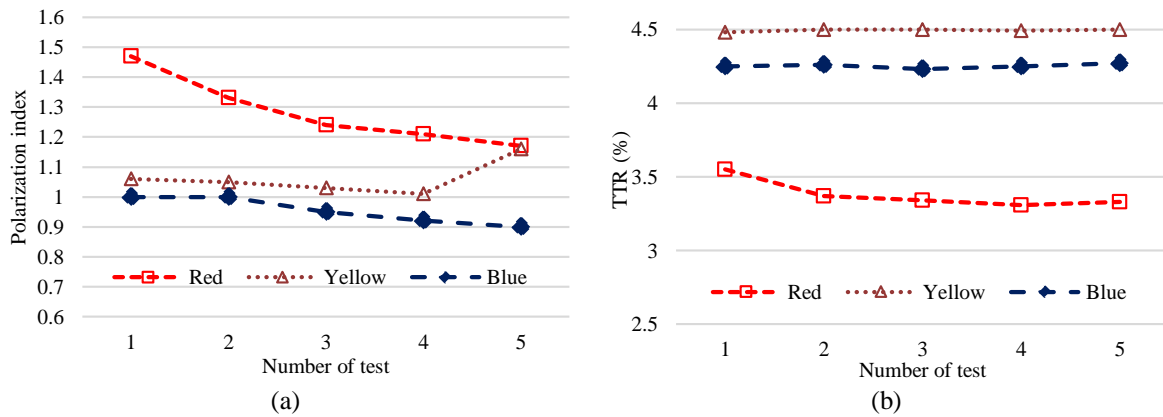 1.6
1.5
1.4
1.3
1.2
1.1
1
0.9
0.8
0.7
0.6
Polarization index
Red Yellow Blue
1 2 3 4 5
Number of test
(a)
4.5
4
3.5
3
2.5
TTR (%)
Red Yellow Blue
1 2 3 4 5
Number of test
(b)